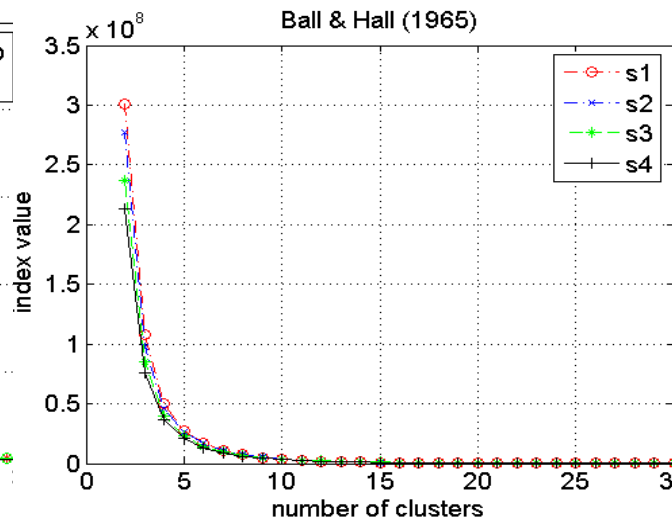 Ball & Hall (1965)
x 10^8
3.5
3
2.5
2
1.5
1
0.5
0
index value
s1
s2
s3
s4
0 5 10 15 20 25
number of clusters